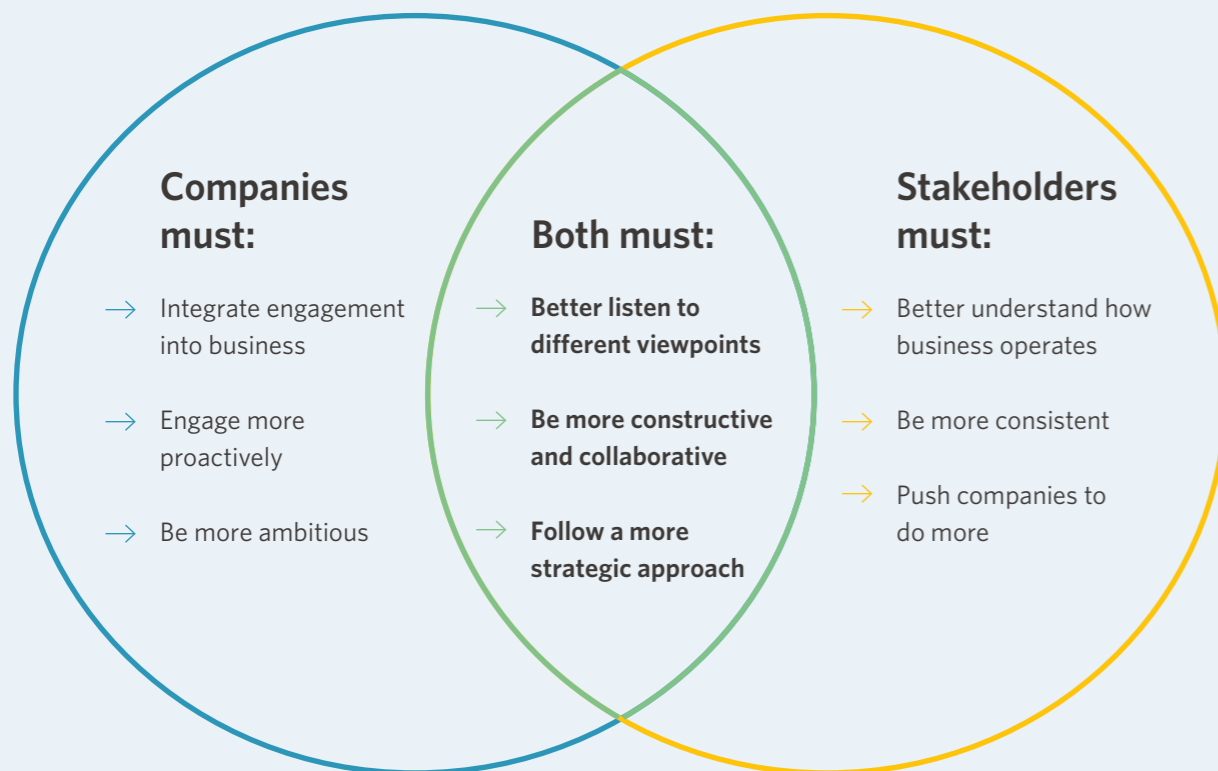 Companies
must:
→ Integrate engagement
into business
→ Engage more
proactively
→ Be more ambitious
Both must:
→ Better listen to
different viewpoints
→ Be more constructive
and collaborative
→ Follow a more
strategic approach
Stakeholders
must:
→ Better understand how
business operates
→ Be more consistent
→ Push companies to
do more